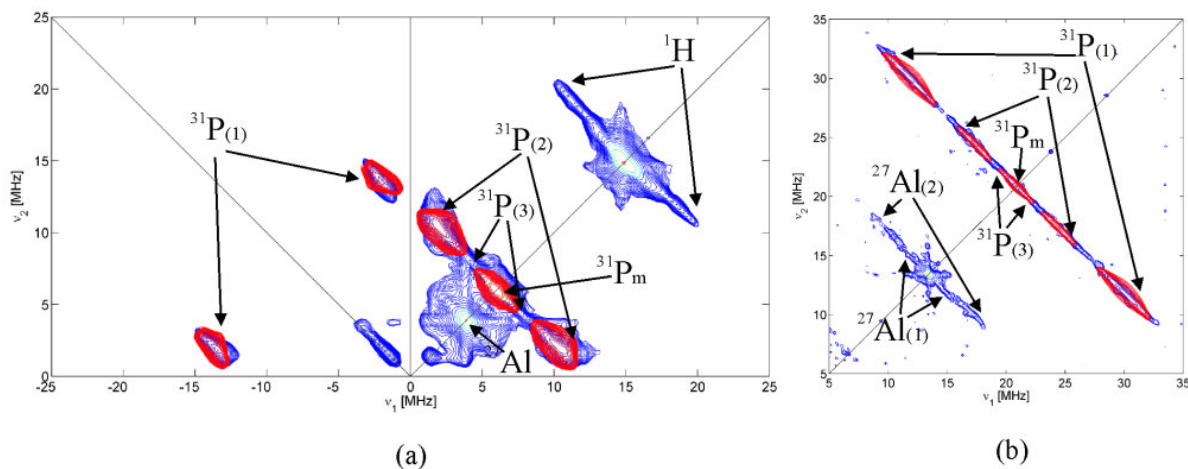 25
20
15
10
5
0
-25
-20
-15
-10
-5
0
5
10
15
20
25
ν₂ [MHz]
ν₁ [MHz]
³¹P(1)
³¹P(2)
³¹P(3)
³¹Pm
¹H
Al
(a)
35
30
25
20
15
10
5
5
10
15
20
25
30
35
ν₂ [MHz]
ν₁ [MHz]
³¹P(1)
³¹P(2)
³¹Pm
²⁷Al(2)
³¹P(3)
²⁷Al(1)
(b)